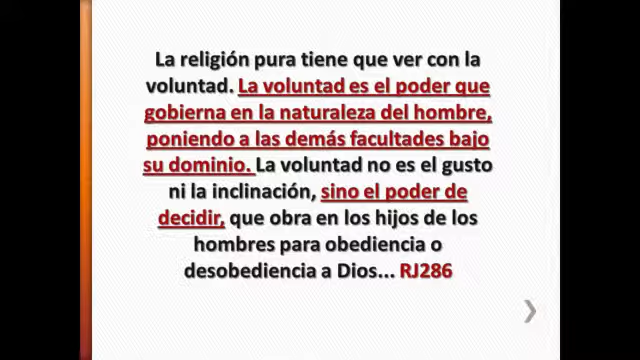 La religión pura tiene que ver con la
voluntad. La voluntad es el poder que
gobierna en la naturaleza del hombre,
poniendo a las demás facultades bajo
su dominio. La voluntad no es el gusto
ni la inclinación, sino el poder de
decidir, que obra en los hijos de los
hombres para obediencia o
desobediencia a Dios... RJ286